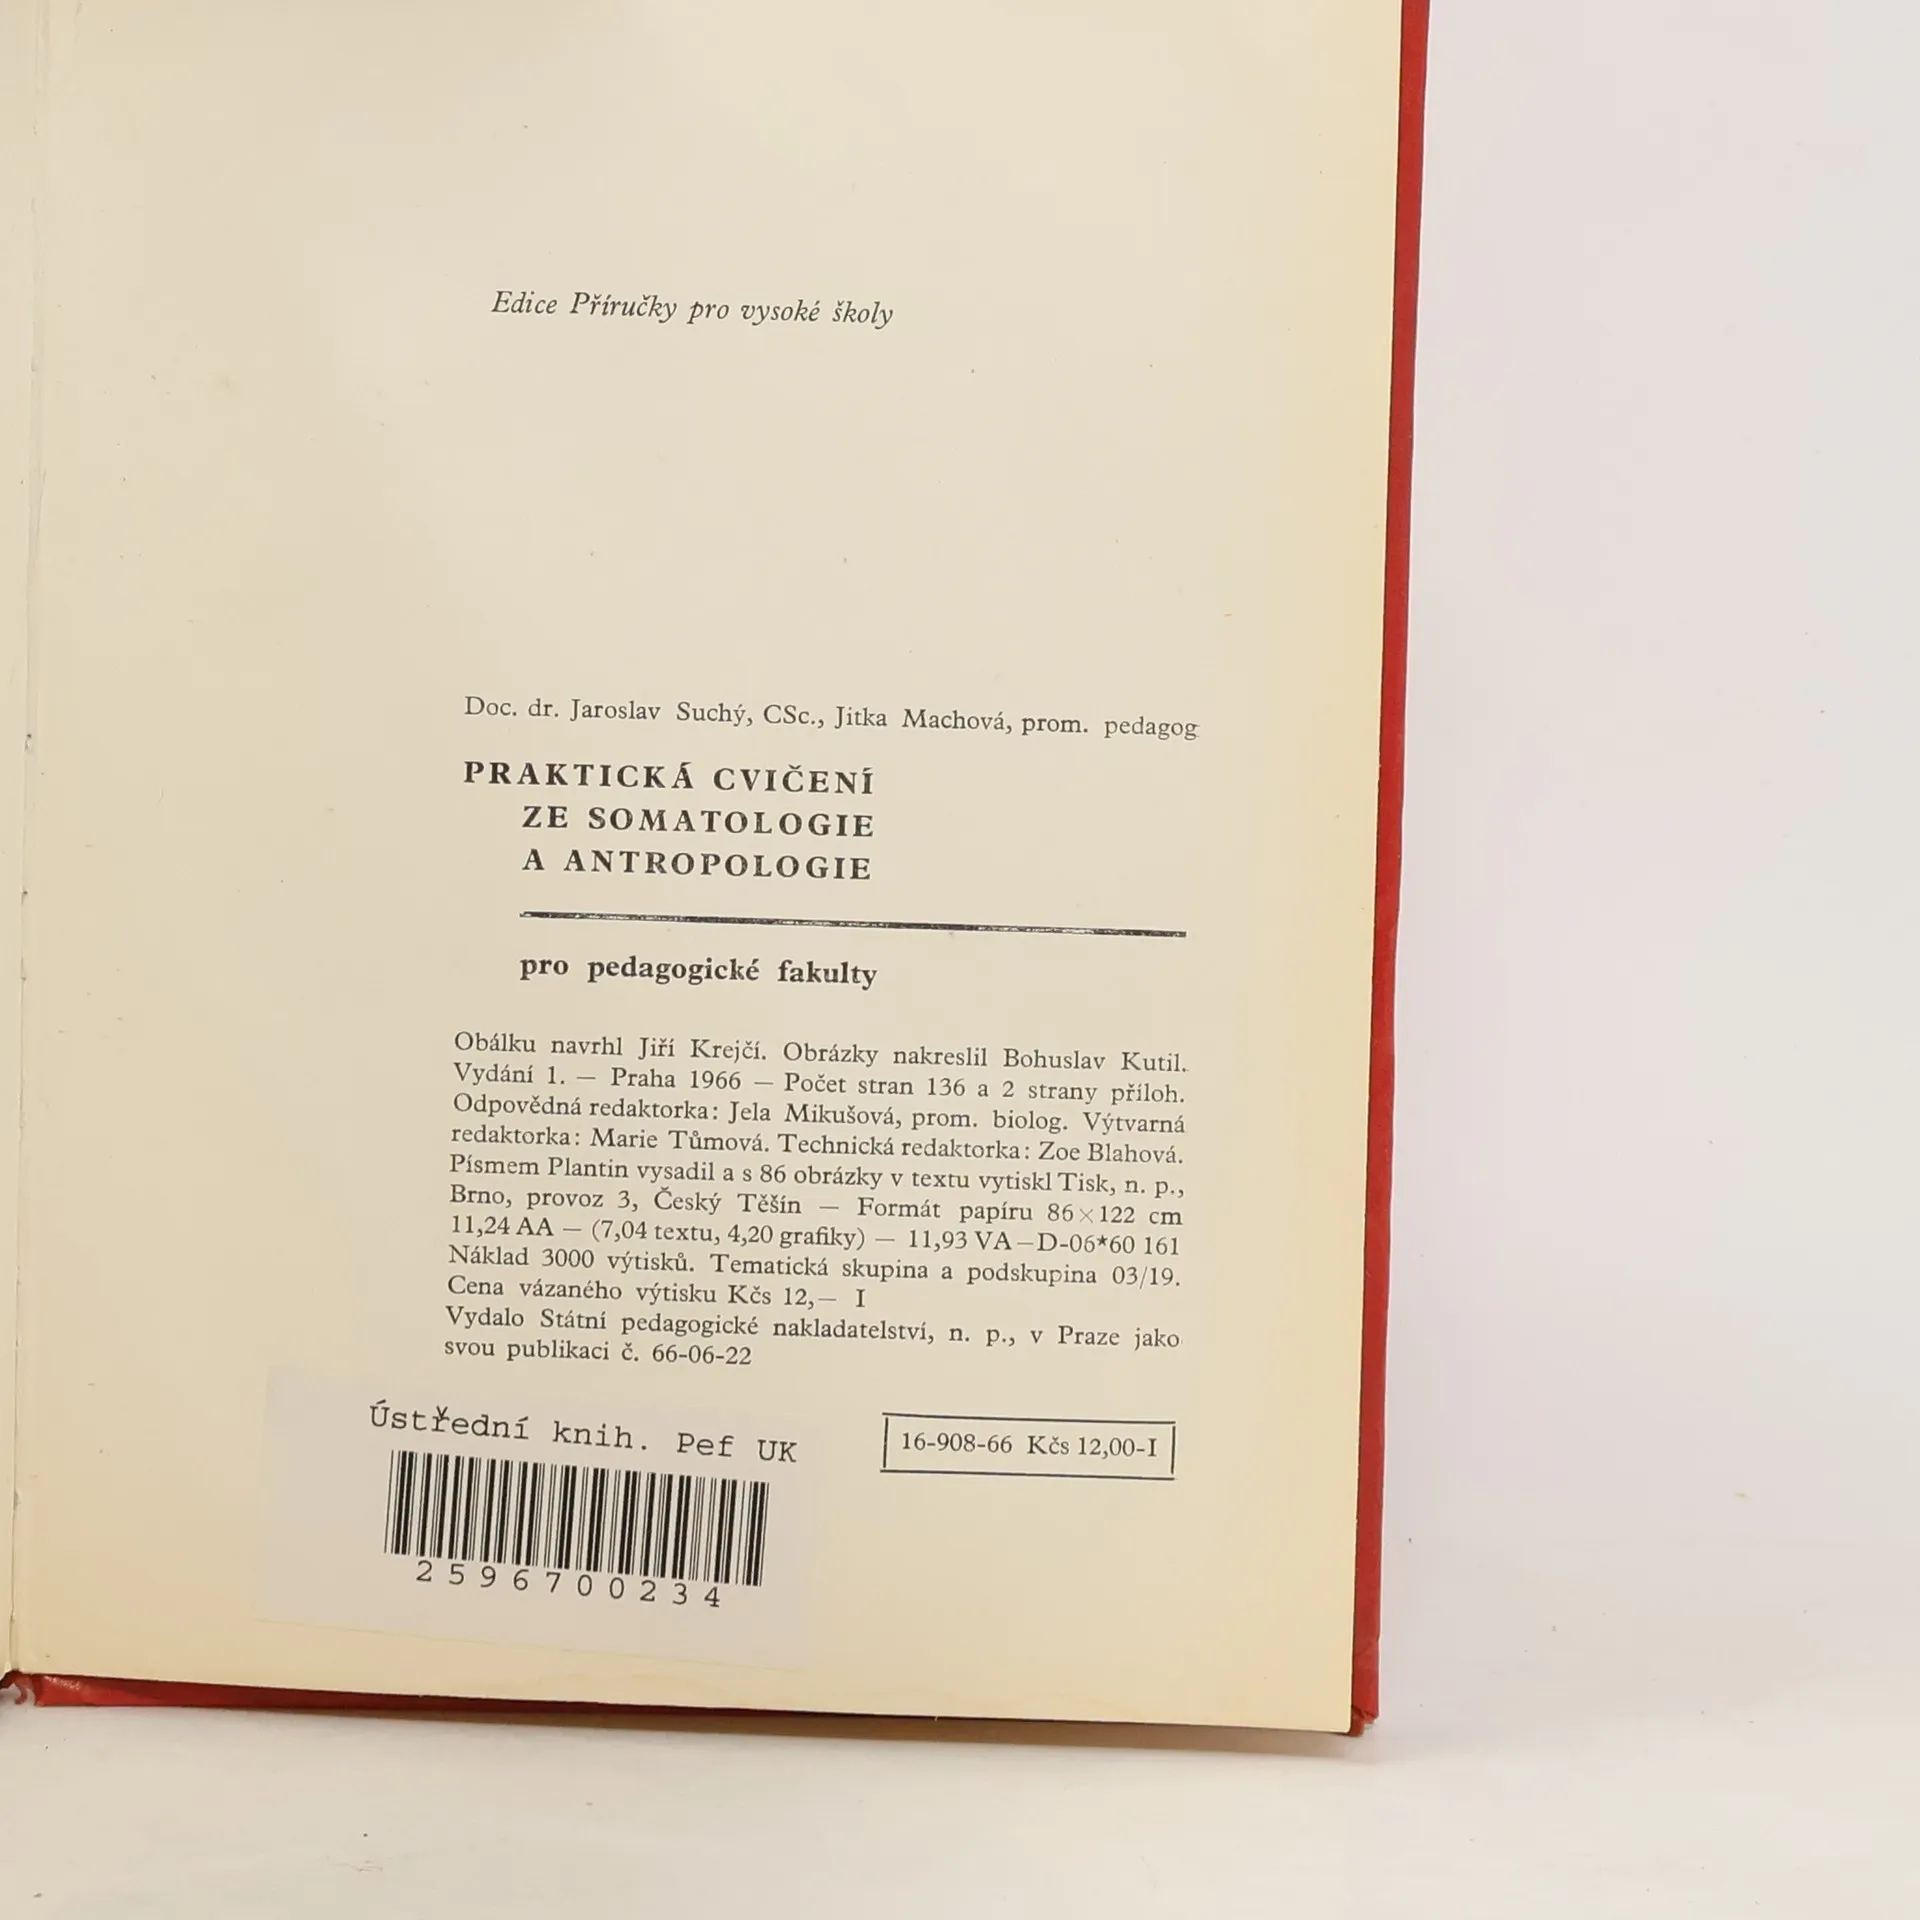 Edice Příručky pro vysoké školy
Doc. dr. Jaroslav Suchý, CSc., Jitka Machová, prom. pedagog
PRAKTICKÁ CVIČENÍ
ZE SOMATOLOGIE
A ANTROPOLOGIE
pro pedagogické fakulty
Obálku navrhl Jiří Krejčí. Obrázky nakreslil Bohuslav Kutil.
Vydání 1. — Praha 1966 — Počet stran 136 a 2 strany příloh.
Odpovědná redaktorka: Jela Mikušová, prom. biolog. Výtvarná
redaktorka: Marie Tůmová. Technická redaktorka: Zoe Blahová.
Písmem Plantin vysadil a s 86 obrázky v textu vytiskl Tisk, n. p.,
Brno, provoz 3, Český Těšín — Formát papíru 86×122 cm
11,24 AA — (7,04 textu, 4,20 grafiky) — 11,93 VA—D-06*60 161
Náklad 3000 výtisků. Tematická skupina a podskupina 03/19.
Cena vázaného výtisku Kčs 12,— I
Vydalo Státní pedagogické nakladatelství, n. p., v Praze jako
svou publikaci č. 66-06-22
Ústřední knih. Pef UK
16-908-66 Kčs 12,00-I
2596700234